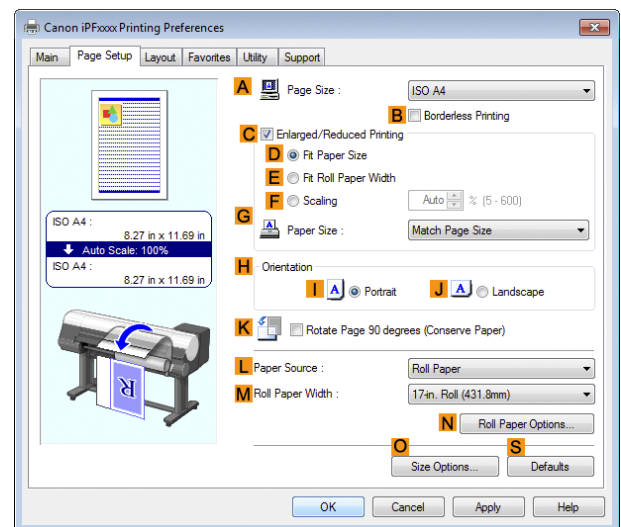 Canon iPFxxxx Printing Preferences
Main Page Setup Layout Favorites Utility Support
A Page Size : ISO A4
B Borderless Printing
C Enlarged/Reduced Printing
D Fit Paper Size
E Fit Roll Paper Width
F Scaling Auto % (5 - 600)
G Paper Size : Match Page Size
ISO A4 :
8.27 in x 11.69 in
Auto Scale: 100%
ISO A4 :
8.27 in x 11.69 in
H Orientation
I A Portrait J A Landscape
K Rotate Page 90 degrees (Conserve Paper)
R
L Paper Source : Roll Paper
M Roll Paper Width : 17-in. Roll (431.8mm)
N Roll Paper Options...
O S
Size Options... Defaults
OK Cancel Apply Help